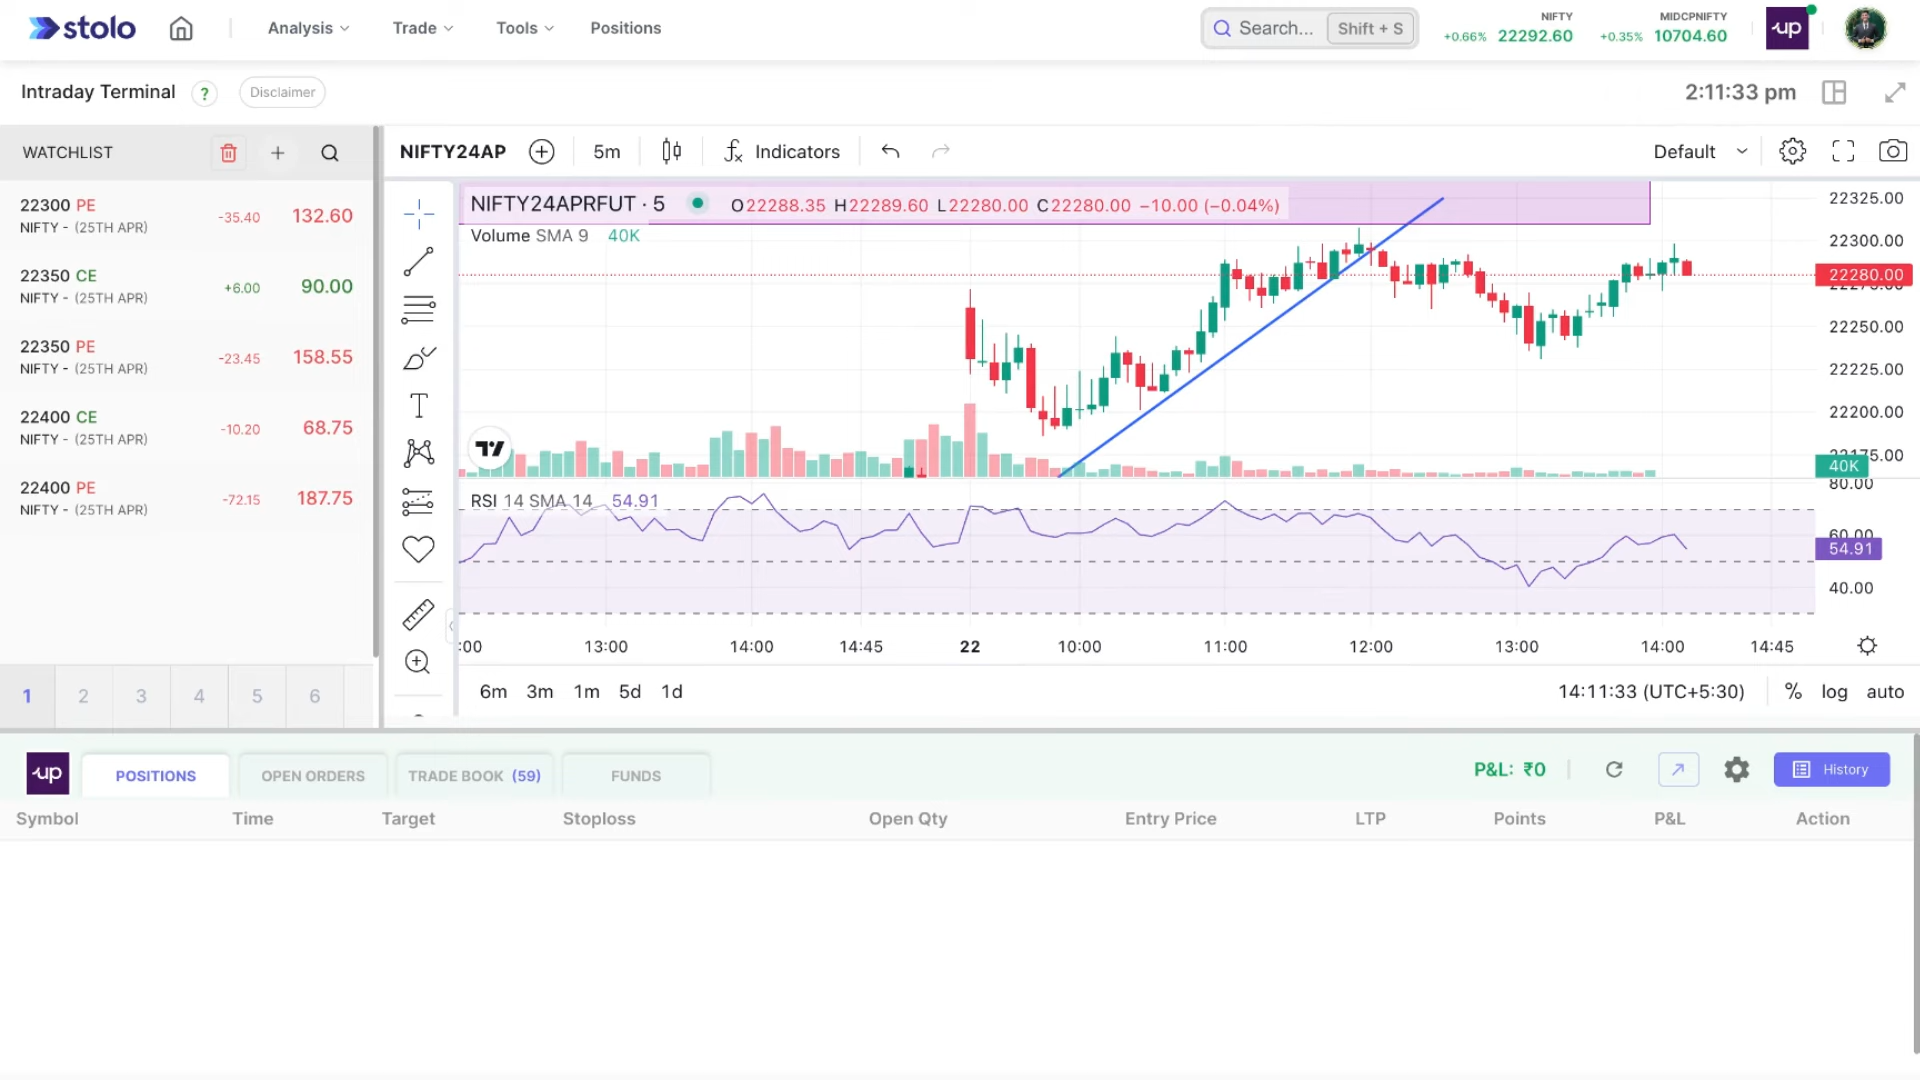 stolo
Analysis
Trade
Tools
Positions
Search...
Shift + S
NIFTY
+0.66% 22292.60
MIDCPNIFTY
+0.35% 10704.60
up
Intraday Terminal
?
Disclaimer
2:11:33 pm
WATCHLIST
22300 PE
NIFTY - (25TH APR)
-35.40
132.60
22350 CE
NIFTY - (25TH APR)
+6.00
90.00
22350 PE
NIFTY - (25TH APR)
-23.45
158.55
22400 CE
NIFTY - (25TH APR)
-10.20
68.75
22400 PE
NIFTY - (25TH APR)
-72.15
187.75
1 2 3 4 5 6
NIFTY24AP
5m
Indicators
Default
NIFTY24APRFUT · 5
O22288.35 H22289.60 L22280.00 C22280.00 −10.00 (−0.04%)
Volume SMA 9 40K
22325.00
22300.00
22280.00
22275.00
22250.00
22225.00
22200.00
22175.00
40K
RSI 14 SMA 14 54.91
80.00
60.00
54.91
40.00
:00 13:00 14:00 14:45 22 10:00 11:00 12:00 13:00 14:00 14:45
6m 3m 1m 5d 1d
14:11:33 (UTC+5:30)
% log auto
up
POSITIONS
OPEN ORDERS
TRADE BOOK (59)
FUNDS
P&L: ₹0
History
Symbol Time Target Stoploss Open Qty Entry Price LTP Points P&L Action